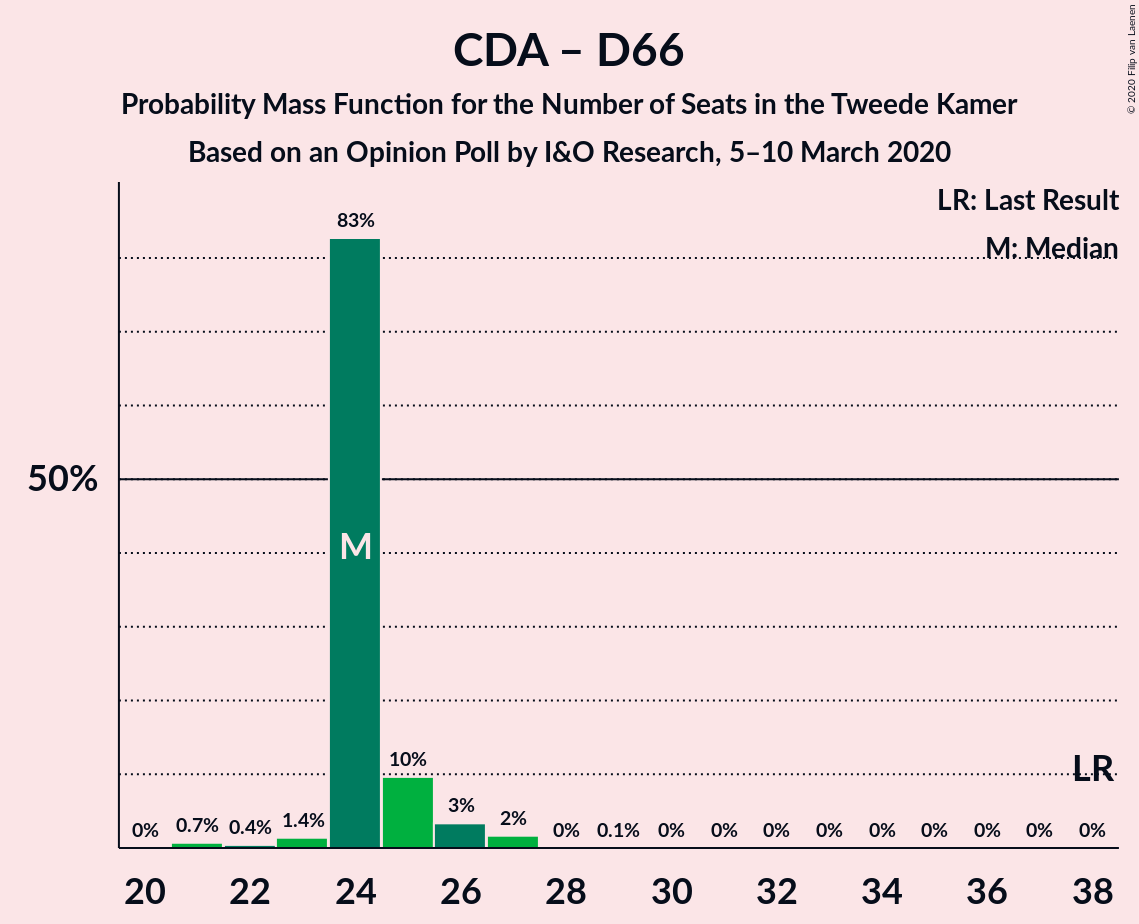 © 2020 Filip van Laenen
CDA – D66
Probability Mass Function for the Number of Seats in the Tweede Kamer
Based on an Opinion Poll by I&O Research, 5–10 March 2020
LR: Last Result
M: Median
50%
83%
M
LR
0% 0.7% 0.4% 1.4% 10% 3% 2% 0% 0.1% 0% 0% 0% 0% 0% 0% 0% 0% 0%
20 22 24 26 28 30 32 34 36 38